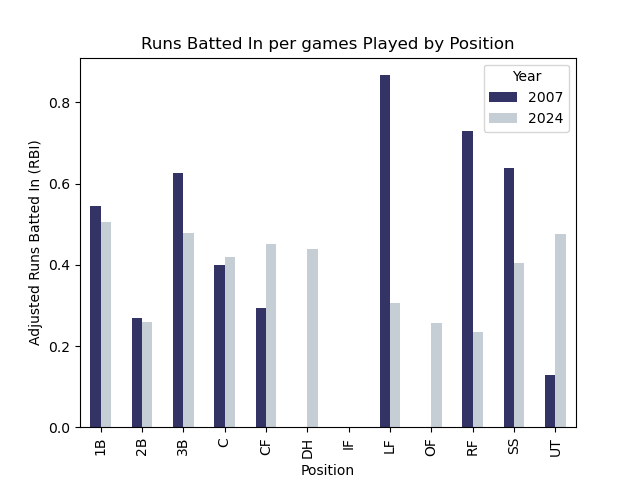 Runs Batted In per games Played by Position
Adjusted Runs Batted In (RBI)
0.8
0.6
0.4
0.2
0.0
Year
2007
2024
1B
2B
3B
C
CF
DH
IF
LF
OF
RF
SS
UT
Position